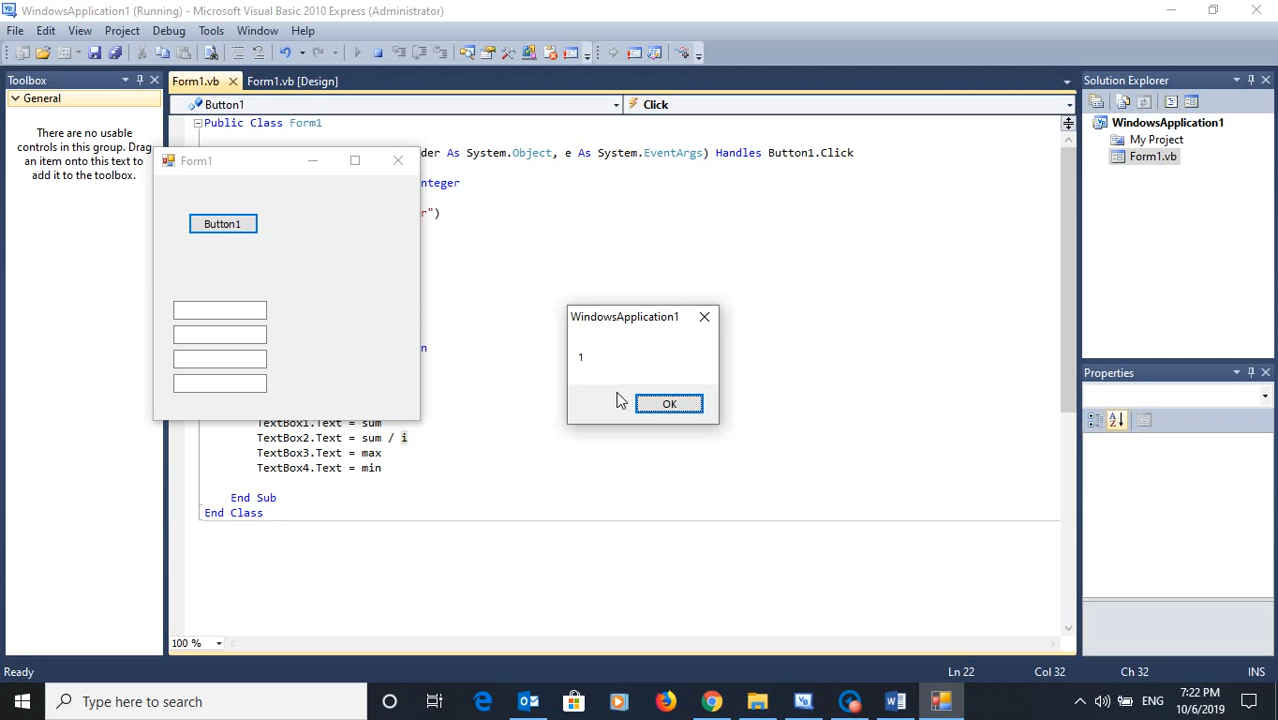 WindowsApplication1 (Running) - Microsoft Visual Basic 2010 Express (Administrator)
File Edit View Project Debug Tools Window Help
Toolbox
General
There are no usable
controls in this group. Drag
an item onto this text to
add it to the toolbox.
Form1.vb
Form1.vb [Design]
Button1
Click
Public Class Form1
der As System.Object, e As System.EventArgs) Handles Button1.Click
nteger
r")
n
TextBox1.Text = sum
TextBox2.Text = sum / i
TextBox3.Text = max
TextBox4.Text = min
End Sub
End Class
Form1
Button1
WindowsApplication1
1
OK
100 %
Solution Explorer
WindowsApplication1
My Project
Form1.vb
Properties
Ready
Ln 22
Col 32
Ch 32
INS
Type here to search
ENG
7:22 PM
10/6/2019